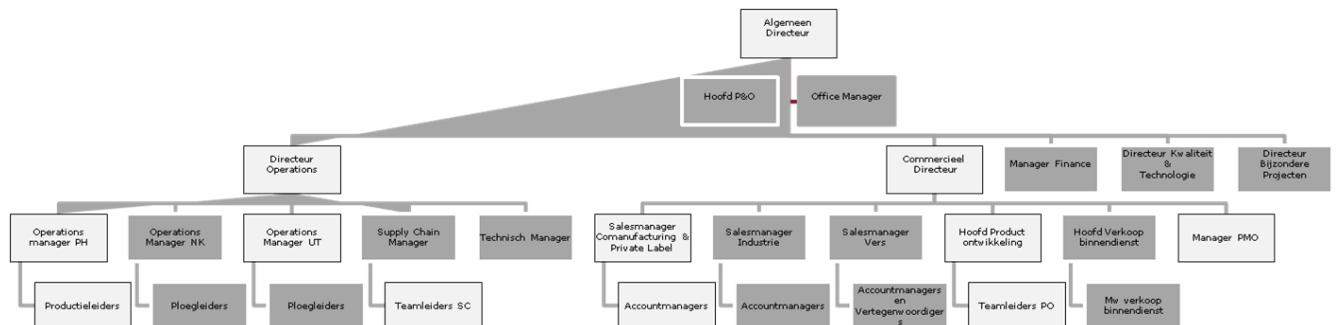 Algemeen
Directeur
Hoofd P&O
Office Manager
Directeur
Operations
Commercieel
Directeur
Manager Finance
Directeur Kwaliteit
&
Technologie
Directeur
Bijzondere
Projecten
Operations
manager PH
Operations
Manager NK
Operations
Manager UT
Supply Chain
Manager
Technisch Manager
Salesmanager
Comanufacturing &
Private Label
Salesmanager
Industrie
Salesmanager
Vers
Hoofd Product
ontwikkeling
Hoofd Verkoop
binnendienst
Manager PMO
Productieleiders
Ploegleiders
Ploegleiders
Teamleiders SC
Accountmanagers
Accountmanagers
Accountmanagers
en
Vertegenwoordiger
s
Teamleiders PO
Mw verkoop
binnendienst